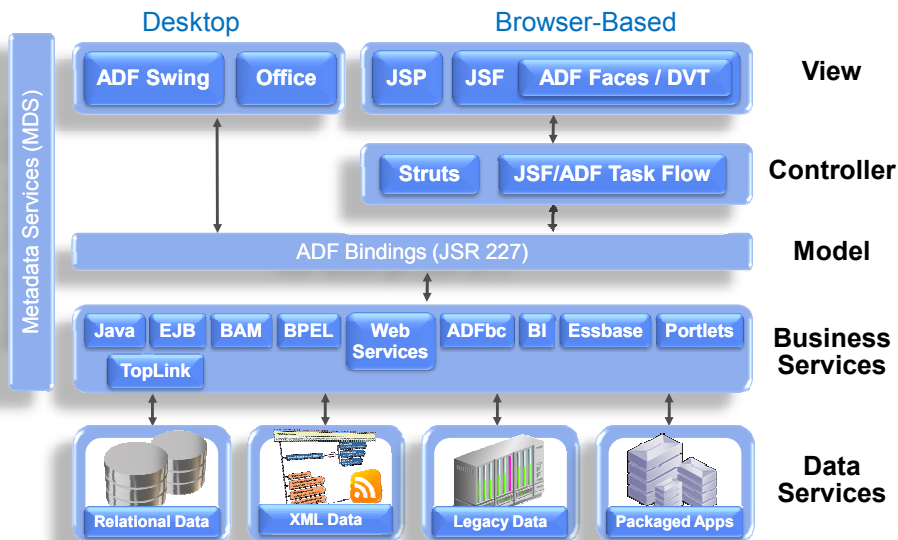 Desktop
Browser-Based
Metadata Services (MDS)
ADF Swing
Office
JSP
JSF
ADF Faces / DVT
View
Struts
JSF/ADF Task Flow
Controller
ADF Bindings (JSR 227)
Model
Java
EJB
BAM
BPEL
Web
Services
ADFbc
BI
Essbase
Portlets
TopLink
Business
Services
Relational Data
XML Data
Legacy Data
Packaged Apps
Data
Services